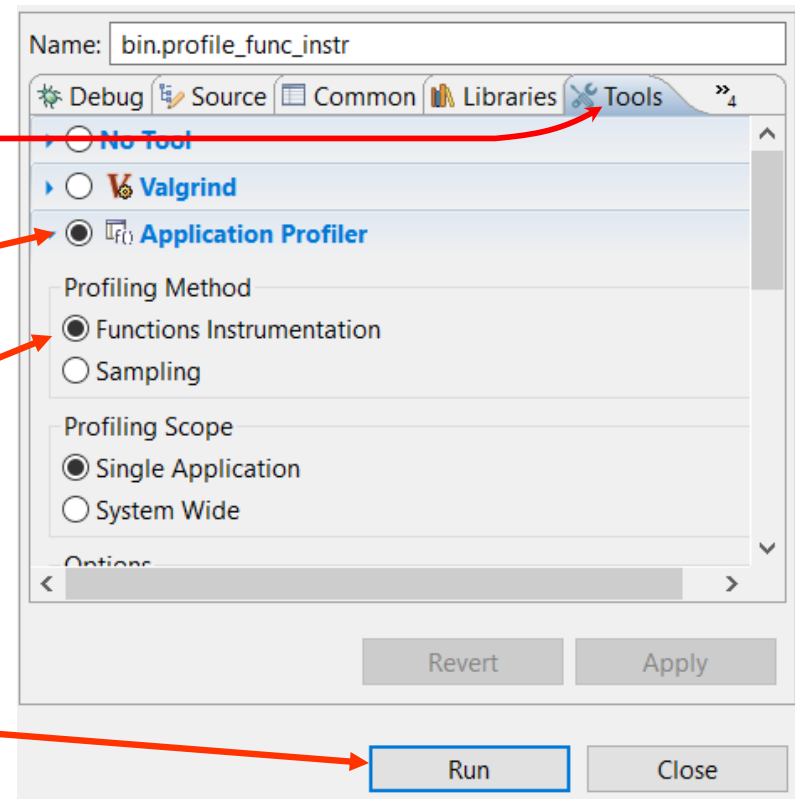 Name: bin.profile_func_instr
Debug Source Common Libraries Tools »4
No Tool
Valgrind
f() Application Profiler
Profiling Method
Functions Instrumentation
Sampling
Profiling Scope
Single Application
System Wide
Options
Revert Apply
Run Close